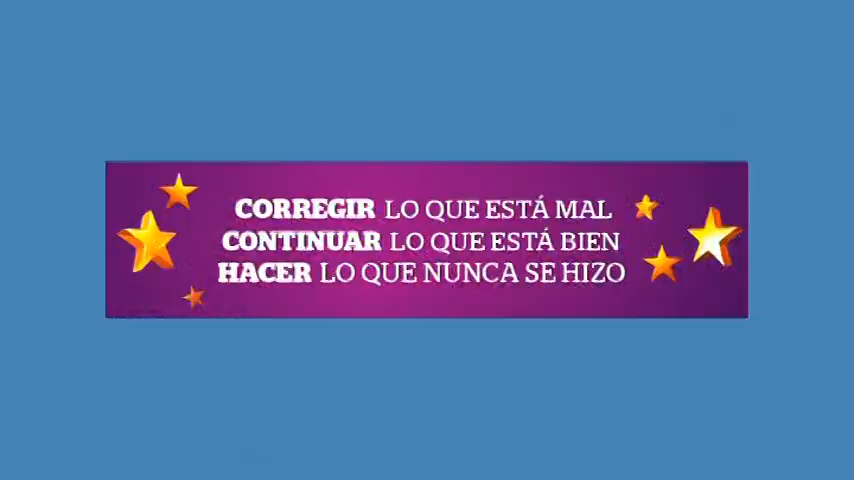 CORREGIR LO QUE ESTÁ MAL
CONTINUAR LO QUE ESTÁ BIEN
HACER LO QUE NUNCA SE HIZO